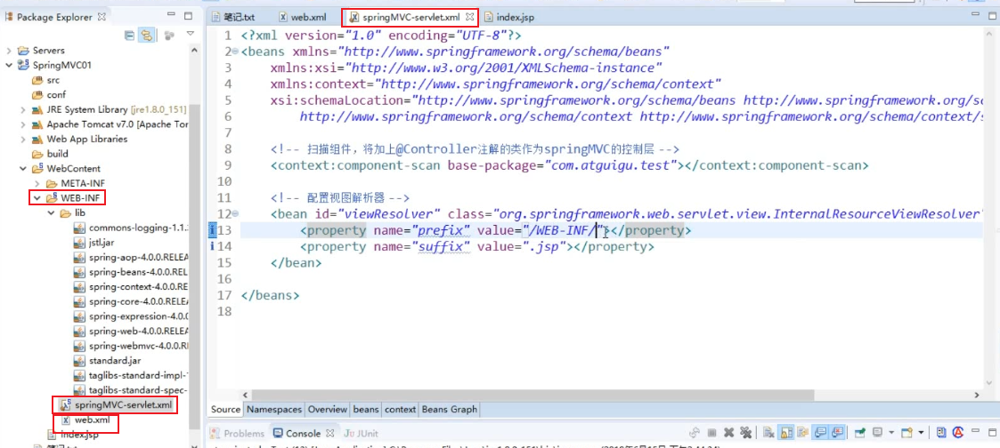 Package Explorer
Servers
SpringMVC01
src
conf
JRE System Library [jre1.8.0_151]
Apache Tomcat v7.0 [Apache Tor
Web App Libraries
build
WebContent
META-INF
WEB-INF
lib
commons-logging-1.1.
jstl.jar
spring-aop-4.0.0.RELEA
spring-beans-4.0.0.REL
spring-context-4.0.0.RE
spring-core-4.0.0.RELE
spring-expression-4.0.0
spring-web-4.0.0.RELEA
spring-webmvc-4.0.0.R
standard.jar
taglibs-standard-impl-
taglibs-standard-spec-
springMVC-servlet.xml
web.xml
index.jsp
笔记.txt
笔记.txt web.xml springMVC-servlet.xml index.jsp
1 <?xml version="1.0" encoding="UTF-8"?>
2 <beans xmlns="http://www.springframework.org/schema/beans"
3 xmlns:xsi="http://www.w3.org/2001/XMLSchema-instance"
4 xmlns:context="http://www.springframework.org/schema/context"
5 xsi:schemaLocation="http://www.springframework.org/schema/beans http://www.springframework.org/sc
6 http://www.springframework.org/schema/context http://www.springframework.org/schema/context/s
7
8 <!-- 扫描组件，将加上@Controller注解的类作为springMVC的控制层 -->
9 <context:component-scan base-package="com.atguigu.test"></context:component-scan>
10
11 <!-- 配置视图解析器 -->
12 <bean id="viewResolver" class="org.springframework.web.servlet.view.InternalResourceViewResolver"
13 <property name="prefix" value="/WEB-INF/"></property>
14 <property name="suffix" value=".jsp"></property>
15 </bean>
16
17 </beans>
18
Source Namespaces Overview beans context Beans Graph
Problems Console JUnit